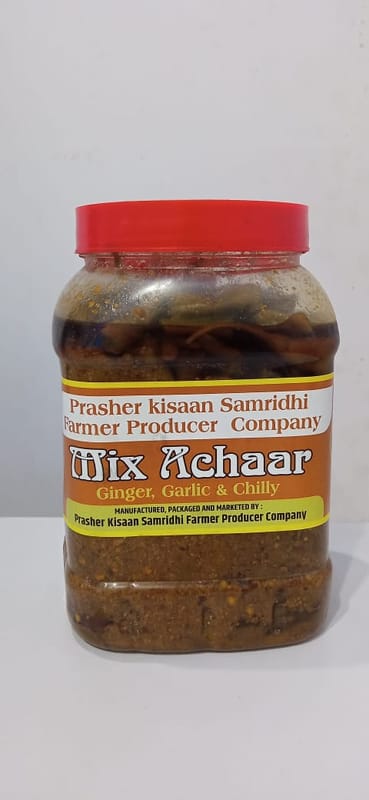 Prasher kisaan Samridhi
Farmer Producer Company
Mix Achaar
Ginger, Garlic & Chilly
MANUFACTURED, PACKAGED AND MARKETED BY :
Prasher Kisaan Samridhi Farmer Producer Company